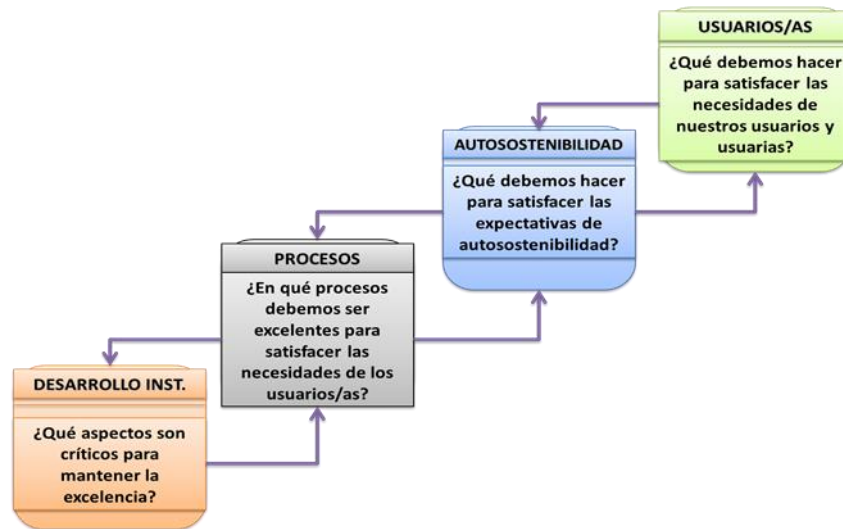 USUARIOS/AS
¿Qué debemos hacer
para satisfacer las
necesidades de
nuestros usuarios y
usuarias?
AUTOSOSTENIBILIDAD
¿Qué debemos hacer
para satisfacer las
expectativas de
autosostenibilidad?
PROCESOS
¿En qué procesos
debemos ser
excelentes para
satisfacer las
necesidades de los
usuarios/as?
DESARROLLO INST.
¿Qué aspectos son
críticos para
mantener la
excelencia?